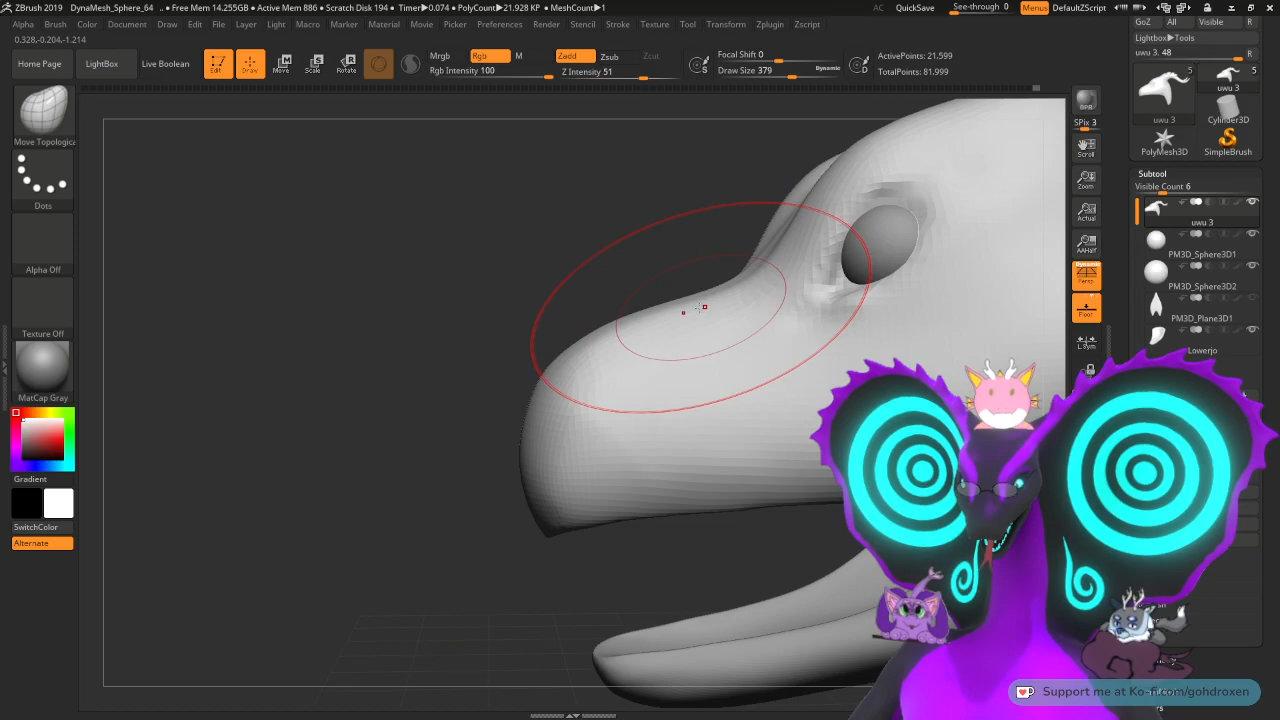 ZBrush 2019 DynaMesh_Sphere_64 .. • Free Mem 14.255GB • Active Mem 886 • Scratch Disk 194 • Timer▶0.074 • PolyCount▶21.928 KP • MeshCount▶1
AC QuickSave See-through 0 Menus DefaultZScript
Alpha Brush Color Document Draw Edit File Layer Light Macro Marker Material Movie Picker Preferences Render Stencil Stroke Texture Tool Transform Zplugin Zscript
GoZ All Visible R
0.328,-0.204,-1.214
Lightbox▶Tools
uwu 3. 48 R
Home Page LightBox Live Boolean Edit Draw Move Scale Rotate
Mrgb Rgb M
Rgb Intensity 100
Zadd Zsub Zcut
Z Intensity 51
S
Focal Shift 0
Draw Size 379 Dynamic
D
ActivePoints: 21,599
TotalPoints: 81,999
5
5
uwu 3
uwu 3
Cylinder3D
PolyMesh3D
SimpleBrush
BPR
SPix 3
Scroll
Zoom
Actual
AAHalf
Dynamic
Persp
Floor
L.Sym
Move Topologica
Dots
Alpha Off
Texture Off
MatCap Gray
Gradient
SwitchColor
Alternate
Subtool
Visible Count 6
uwu 3
PM3D_Sphere3D1
PM3D_Sphere3D2
PM3D_Plane3D1
Lowerjo
Support me at Ko-fi.com/gohdroxen